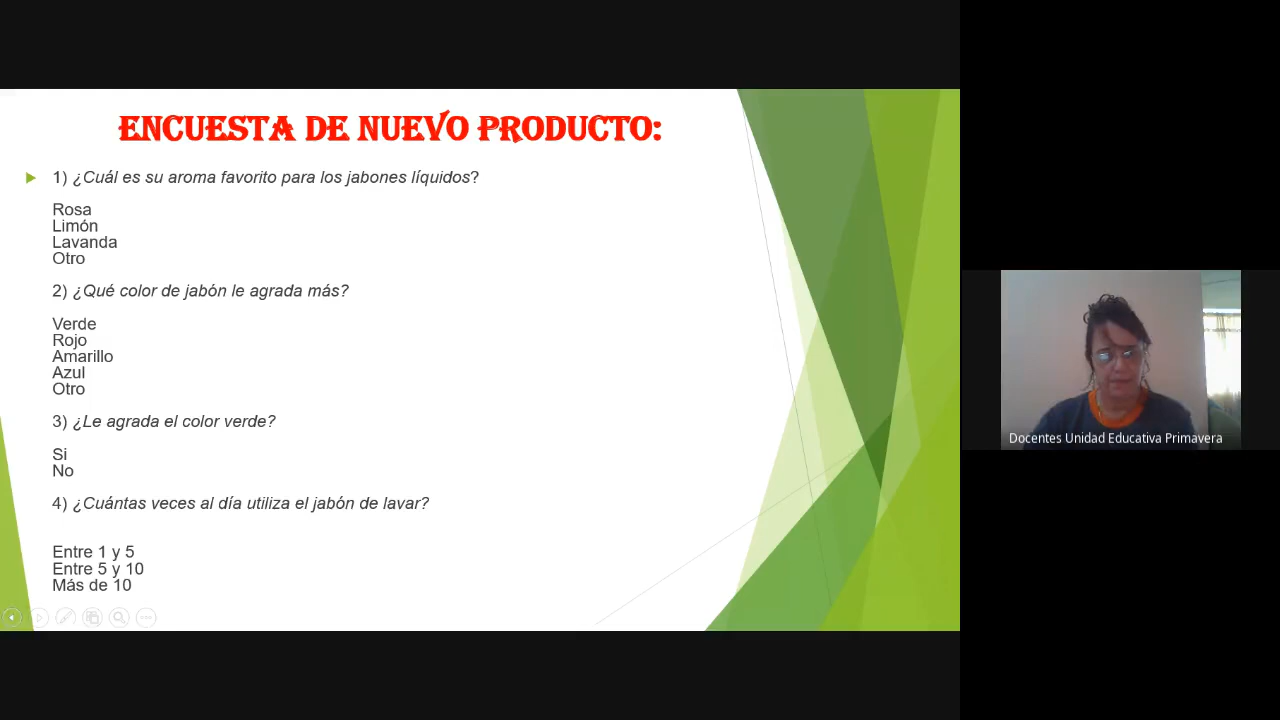 ENCUESTA DE NUEVO PRODUCTO:
1) ¿Cuál es su aroma favorito para los jabones líquidos?
Rosa
Limón
Lavanda
Otro
2) ¿Qué color de jabón le agrada más?
Verde
Rojo
Amarillo
Azul
Otro
3) ¿Le agrada el color verde?
Si
No
4) ¿Cuántas veces al día utiliza el jabón de lavar?
Entre 1 y 5
Entre 5 y 10
Más de 10
Docentes Unidad Educativa Primavera